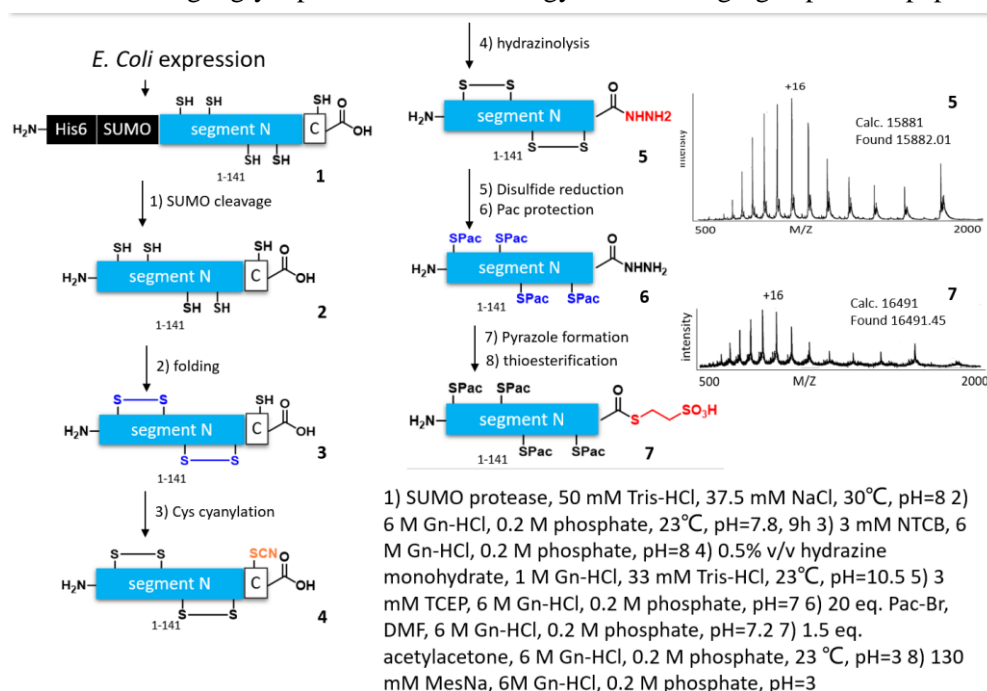 E. Coli expression
SH SH SH O
H₂N His6 SUMO segment N C OH
SH SH
1-141
1
1) SUMO cleavage
SH SH SH O
H₂N segment N C OH
SH SH
1-141
2
2) folding
S S SH O
H₂N segment N C OH
S S
1-141
3
3) Cys cyanylation
S S SCN O
H₂N segment N C OH
S S
1-141
4
4) hydrazinolysis
S S O
H₂N segment N NHNH2
S S
1-141
5
5) Disulfide reduction
6) Pac protection
SPac SPac O
H₂N segment N NHNH₂
SPac SPac
1-141
6
7) Pyrazole formation
8) thioesterification
SPac SPac O
H₂N segment N S SO₃H
SPac SPac
1-141
7
+16
5
Calc. 15881
Found 15882.01
500 M/Z 2000
+16
7
Calc. 16491
Found 16491.45
intensity
500 M/Z 2000
1) SUMO protease, 50 mM Tris-HCl, 37.5 mM NaCl, 30℃, pH=8 2)
6 M Gn-HCl, 0.2 M phosphate, 23℃, pH=7.8, 9h 3) 3 mM NTCB, 6
M Gn-HCl, 0.2 M phosphate, pH=8 4) 0.5% v/v hydrazine
monohydrate, 1 M Gn-HCl, 33 mM Tris-HCl, 23℃, pH=10.5 5) 3
mM TCEP, 6 M Gn-HCl, 0.2 M phosphate, pH=7 6) 20 eq. Pac-Br,
DMF, 6 M Gn-HCl, 0.2 M phosphate, pH=7.2 7) 1.5 eq.
acetylacetone, 6 M Gn-HCl, 0.2 M phosphate, 23 ℃, pH=3 8) 130
mM MesNa, 6M Gn-HCl, 0.2 M phosphate, pH=3